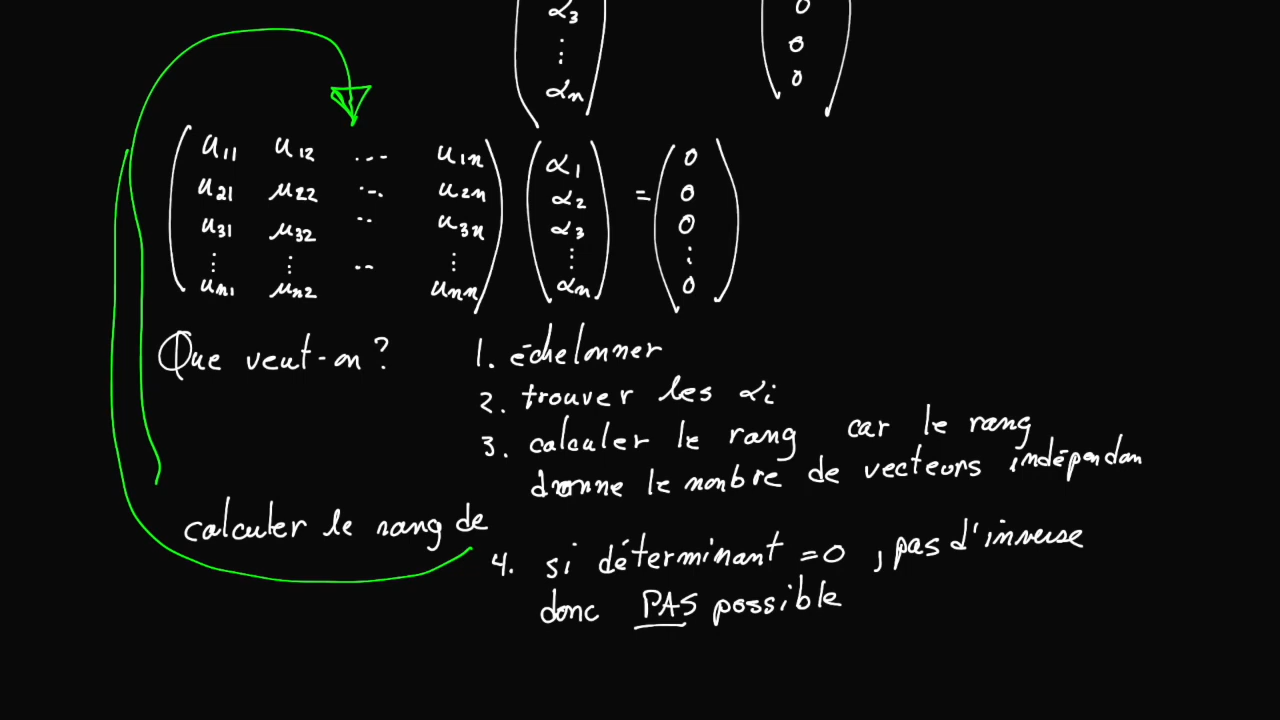 α3 0
⋮ 0
αn 0
u11 u12 ... u1n α1 0
u21 u22 ... u2n α2 = 0
u31 u32 .. u3n α3 0
⋮ ⋮ .. ⋮ ⋮ ⋮
un1 un2 unn αn 0
Que veut-on ? 1. échelonner
2. trouver les αi
3. calculer le rang car le rang
donne le nombre de vecteurs indépendan
calculer le rang de
4. si déterminant = 0 , pas d'inverse
donc PAS possible